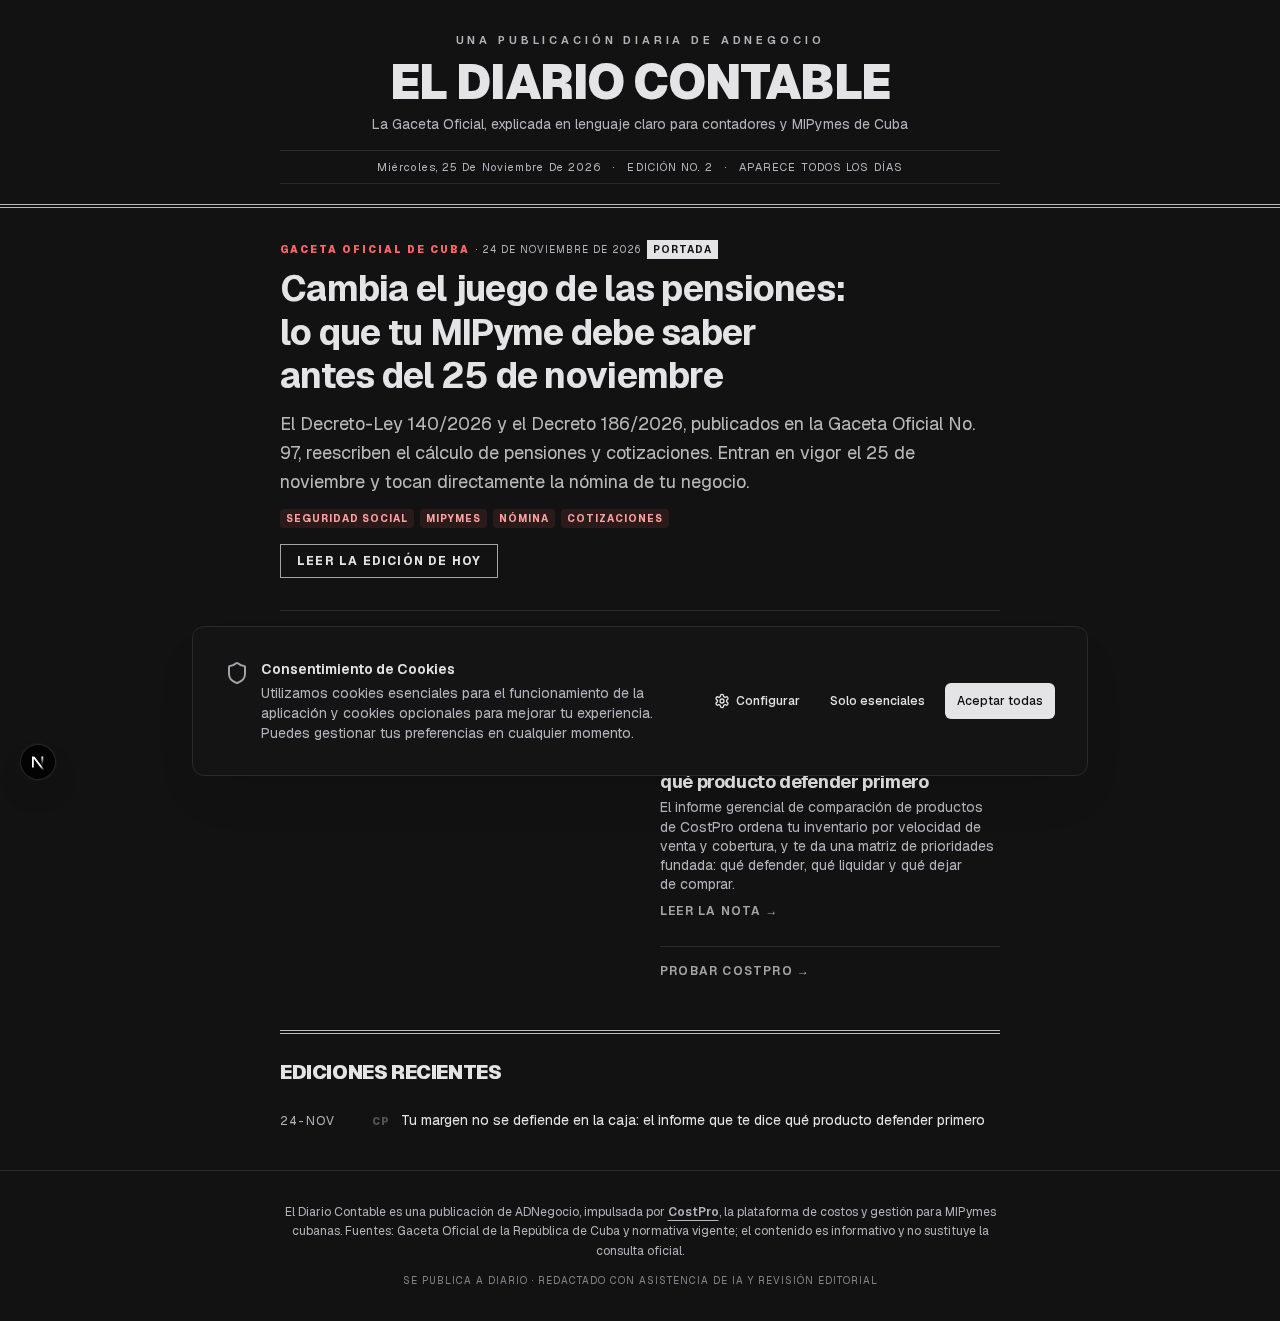 UNA PUBLICACIÓN DIARIA DE ADNEGOCIO
EL DIARIO CONTABLE
La Gaceta Oficial, explicada en lenguaje claro para contadores y MIPymes de Cuba
Miércoles, 25 De Noviembre De 2026 · EDICIÓN NO. 2 · APARECE TODOS LOS DÍAS
GACETA OFICIAL DE CUBA · 24 DE NOVIEMBRE DE 2026 PORTADA
Cambia el juego de las pensiones:
lo que tu MIPyme debe saber
antes del 25 de noviembre
El Decreto-Ley 140/2026 y el Decreto 186/2026, publicados en la Gaceta Oficial No.
97, reescriben el cálculo de pensiones y cotizaciones. Entran en vigor el 25 de
noviembre y tocan directamente la nómina de tu negocio.
SEGURIDAD SOCIAL MIPYMES NÓMINA COTIZACIONES
LEER LA EDICIÓN DE HOY
Consentimiento de Cookies
Utilizamos cookies esenciales para el funcionamiento de la
aplicación y cookies opcionales para mejorar tu experiencia.
Puedes gestionar tus preferencias en cualquier momento.
Configurar Solo esenciales Aceptar todas
N
qué producto defender primero
El informe gerencial de comparación de productos
de CostPro ordena tu inventario por velocidad de
venta y cobertura, y te da una matriz de prioridades
fundada: qué defender, qué liquidar y qué dejar
de comprar.
LEER LA NOTA →
PROBAR COSTPRO →
EDICIONES RECIENTES
24-NOV CP Tu margen no se defiende en la caja: el informe que te dice qué producto defender primero
El Diario Contable es una publicación de ADNegocio, impulsada por CostPro, la plataforma de costos y gestión para MIPymes
cubanas. Fuentes: Gaceta Oficial de la República de Cuba y normativa vigente; el contenido es informativo y no sustituye la
consulta oficial.
SE PUBLICA A DIARIO · REDACTADO CON ASISTENCIA DE IA Y REVISIÓN EDITORIAL